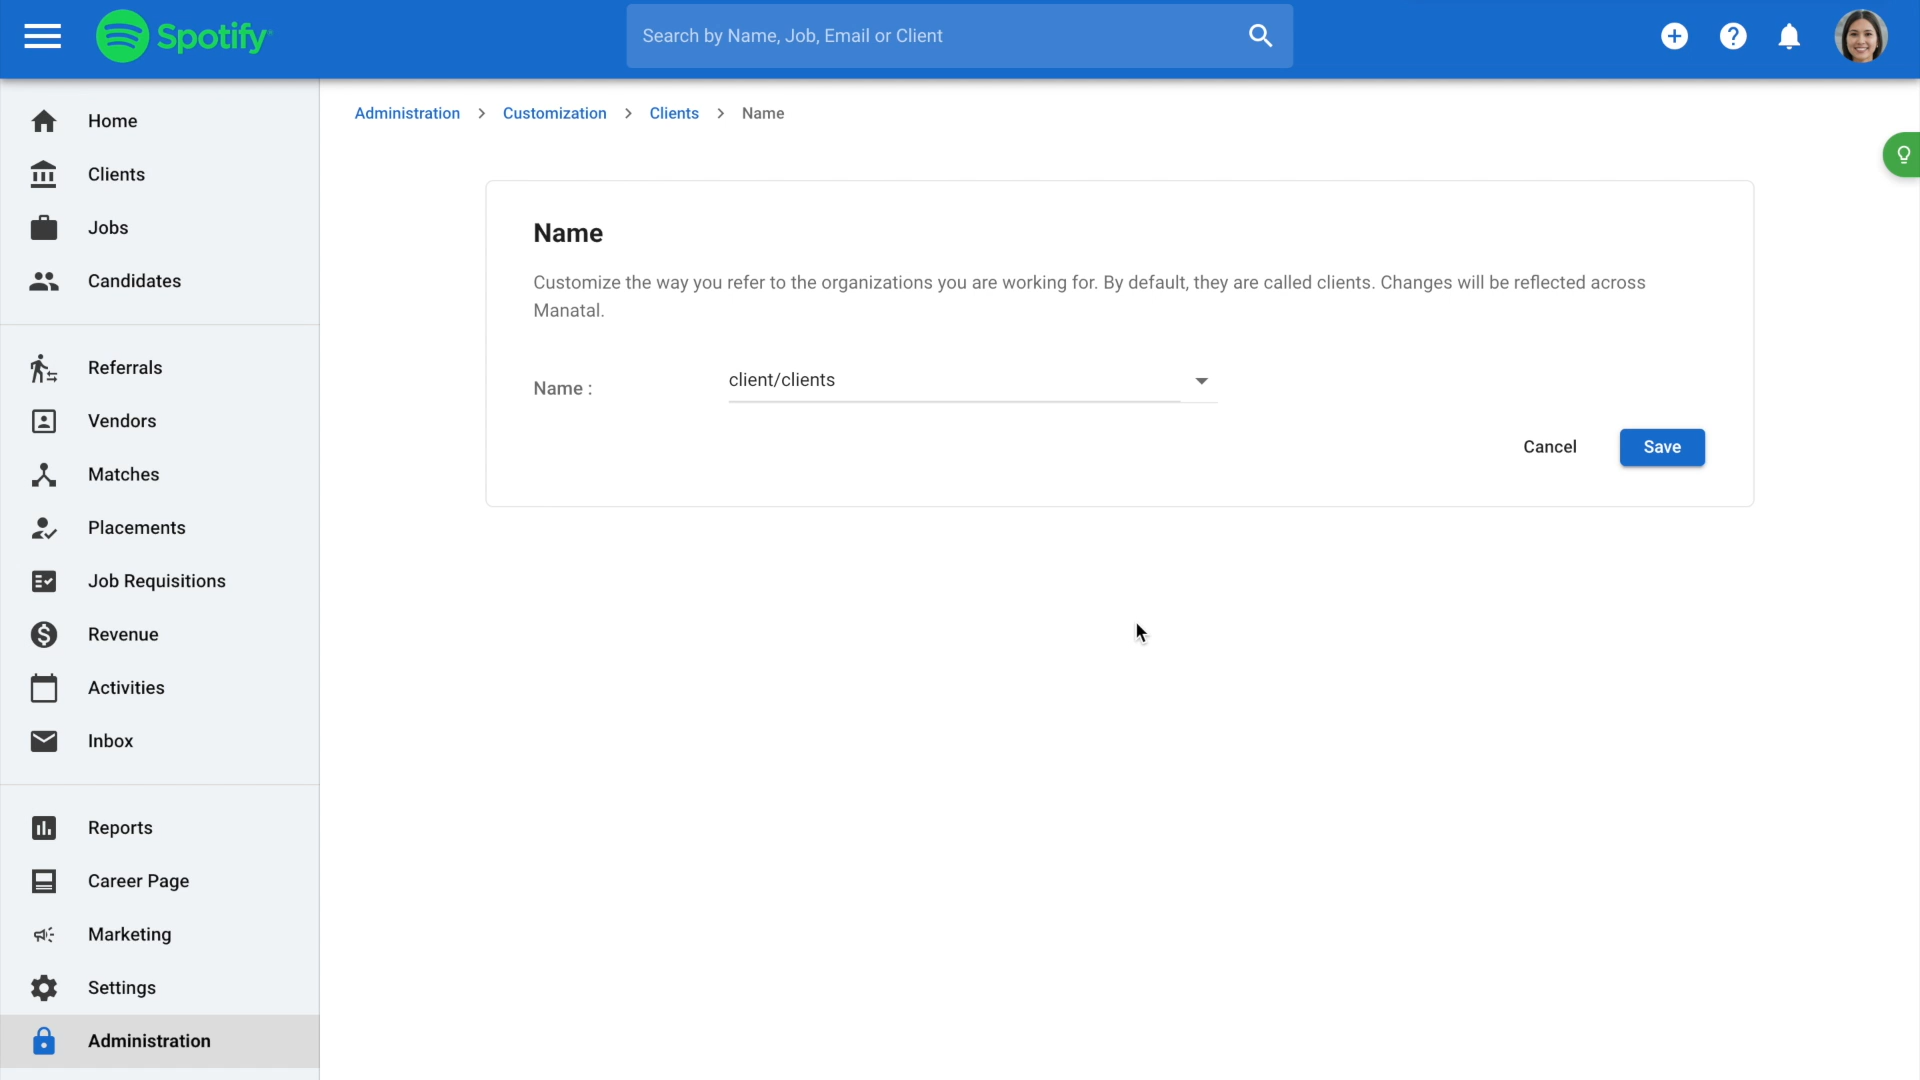 Spotify
Search by Name, Job, Email or Client
Home
Clients
Jobs
Candidates
Referrals
Vendors
Matches
Placements
Job Requisitions
Revenue
Activities
Inbox
Reports
Career Page
Marketing
Settings
Administration
Administration > Customization > Clients > Name
Name
Customize the way you refer to the organizations you are working for. By default, they are called clients. Changes will be reflected across
Manatal.
Name :
client/clients
Cancel
Save